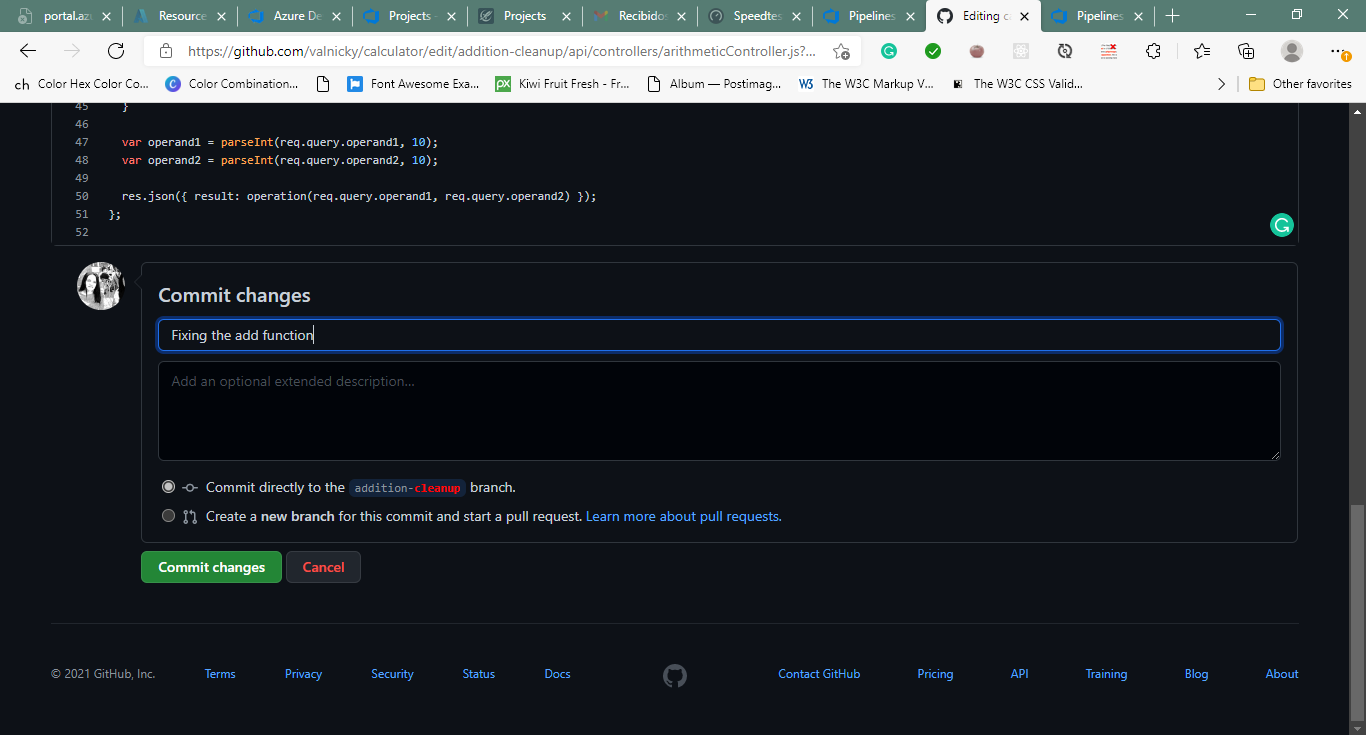 portal.azu Resource Azure De Projects - Projects Recibidos Speedtes Pipelines Editing ca Pipelines
https://github.com/valnicky/calculator/edit/addition-cleanup/api/controllers/arithmeticController.js?...
ch Color Hex Color Co... C Color Combination... Font Awesome Exa... px Kiwi Fruit Fresh - Fr... Album — Postimag... W3 The W3C Markup V... The W3C CSS Valid... Other favorites
45 }
46
47 var operand1 = parseInt(req.query.operand1, 10);
48 var operand2 = parseInt(req.query.operand2, 10);
49
50 res.json({ result: operation(req.query.operand1, req.query.operand2) });
51 };
52
Commit changes
Fixing the add function
Add an optional extended description...
Commit directly to the addition-cleanup branch.
Create a new branch for this commit and start a pull request. Learn more about pull requests.
Commit changes Cancel
© 2021 GitHub, Inc. Terms Privacy Security Status Docs Contact GitHub Pricing API Training Blog About